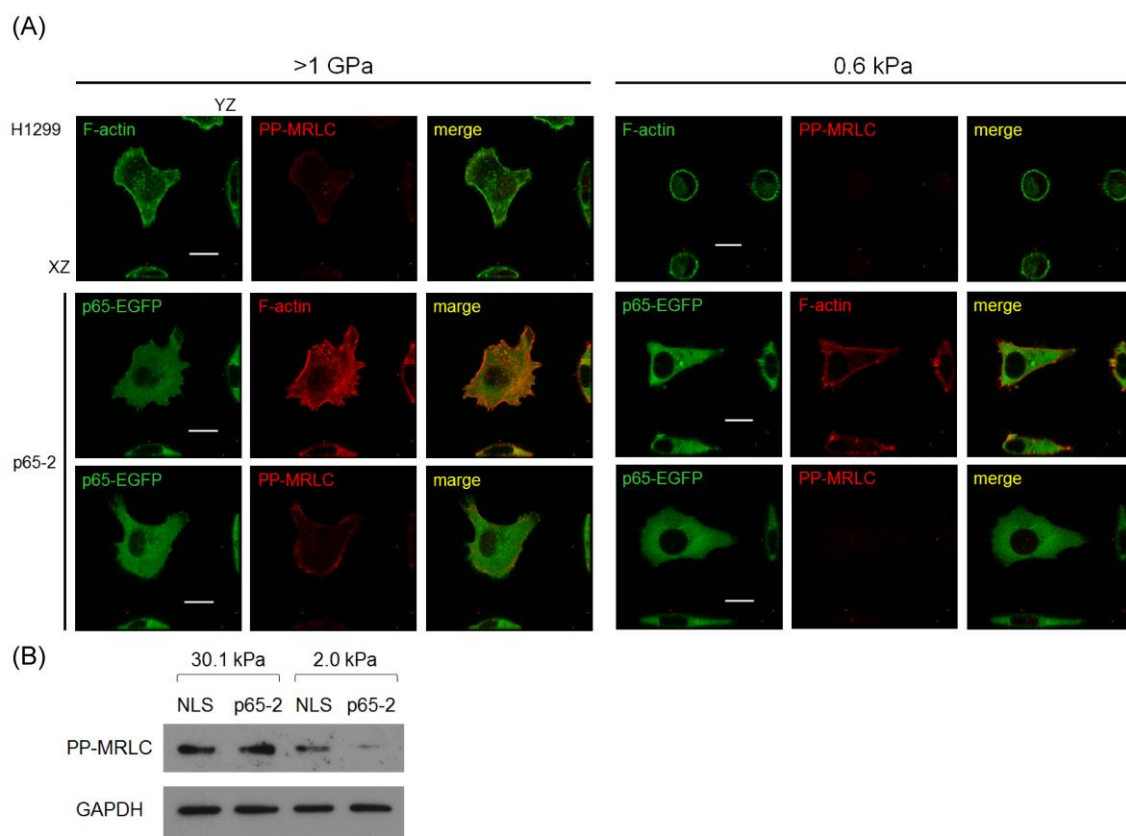 (A)
>1 GPa 0.6 kPa
YZ
H1299 F-actin PP-MRLC merge F-actin PP-MRLC merge
XZ
p65-EGFP F-actin marge p65-EGFP F-actin merge
p65-2
p65-EGFP PP-MRLC marge p65-EGFP PP-MRLC merge
(B)
30.1 kPa 2.0 kPa
NLS p65-2 NLS p65-2
PP-MRLC
GAPDH